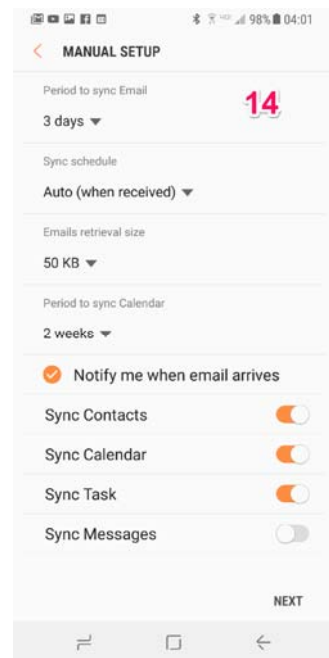 98% 04:01
MANUAL SETUP
Period to sync Email
14
3 days
Sync schedule
Auto (when received)
Emails retrieval size
50 KB
Period to sync Calendar
2 weeks
Notify me when email arrives
Sync Contacts
Sync Calendar
Sync Task
Sync Messages
NEXT